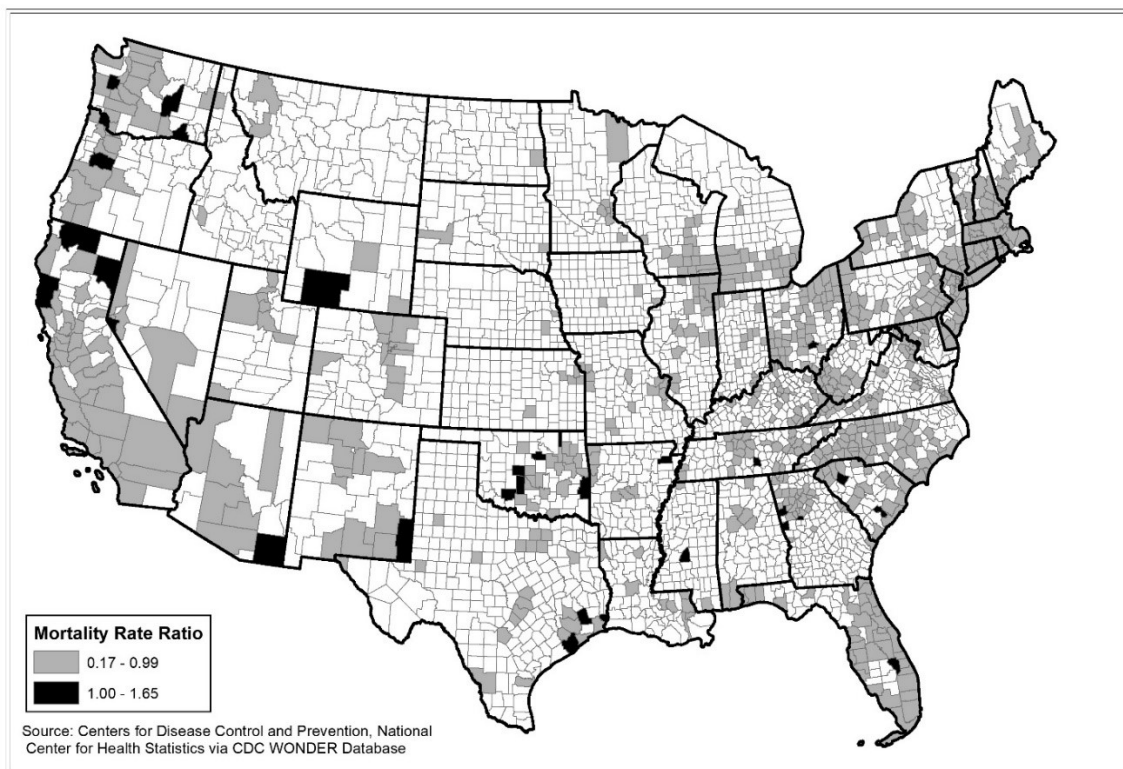 Mortality Rate Ratio
0.17 - 0.99
1.00 - 1.65
Source: Centers for Disease Control and Prevention, National
Center for Health Statistics via CDC WONDER Database